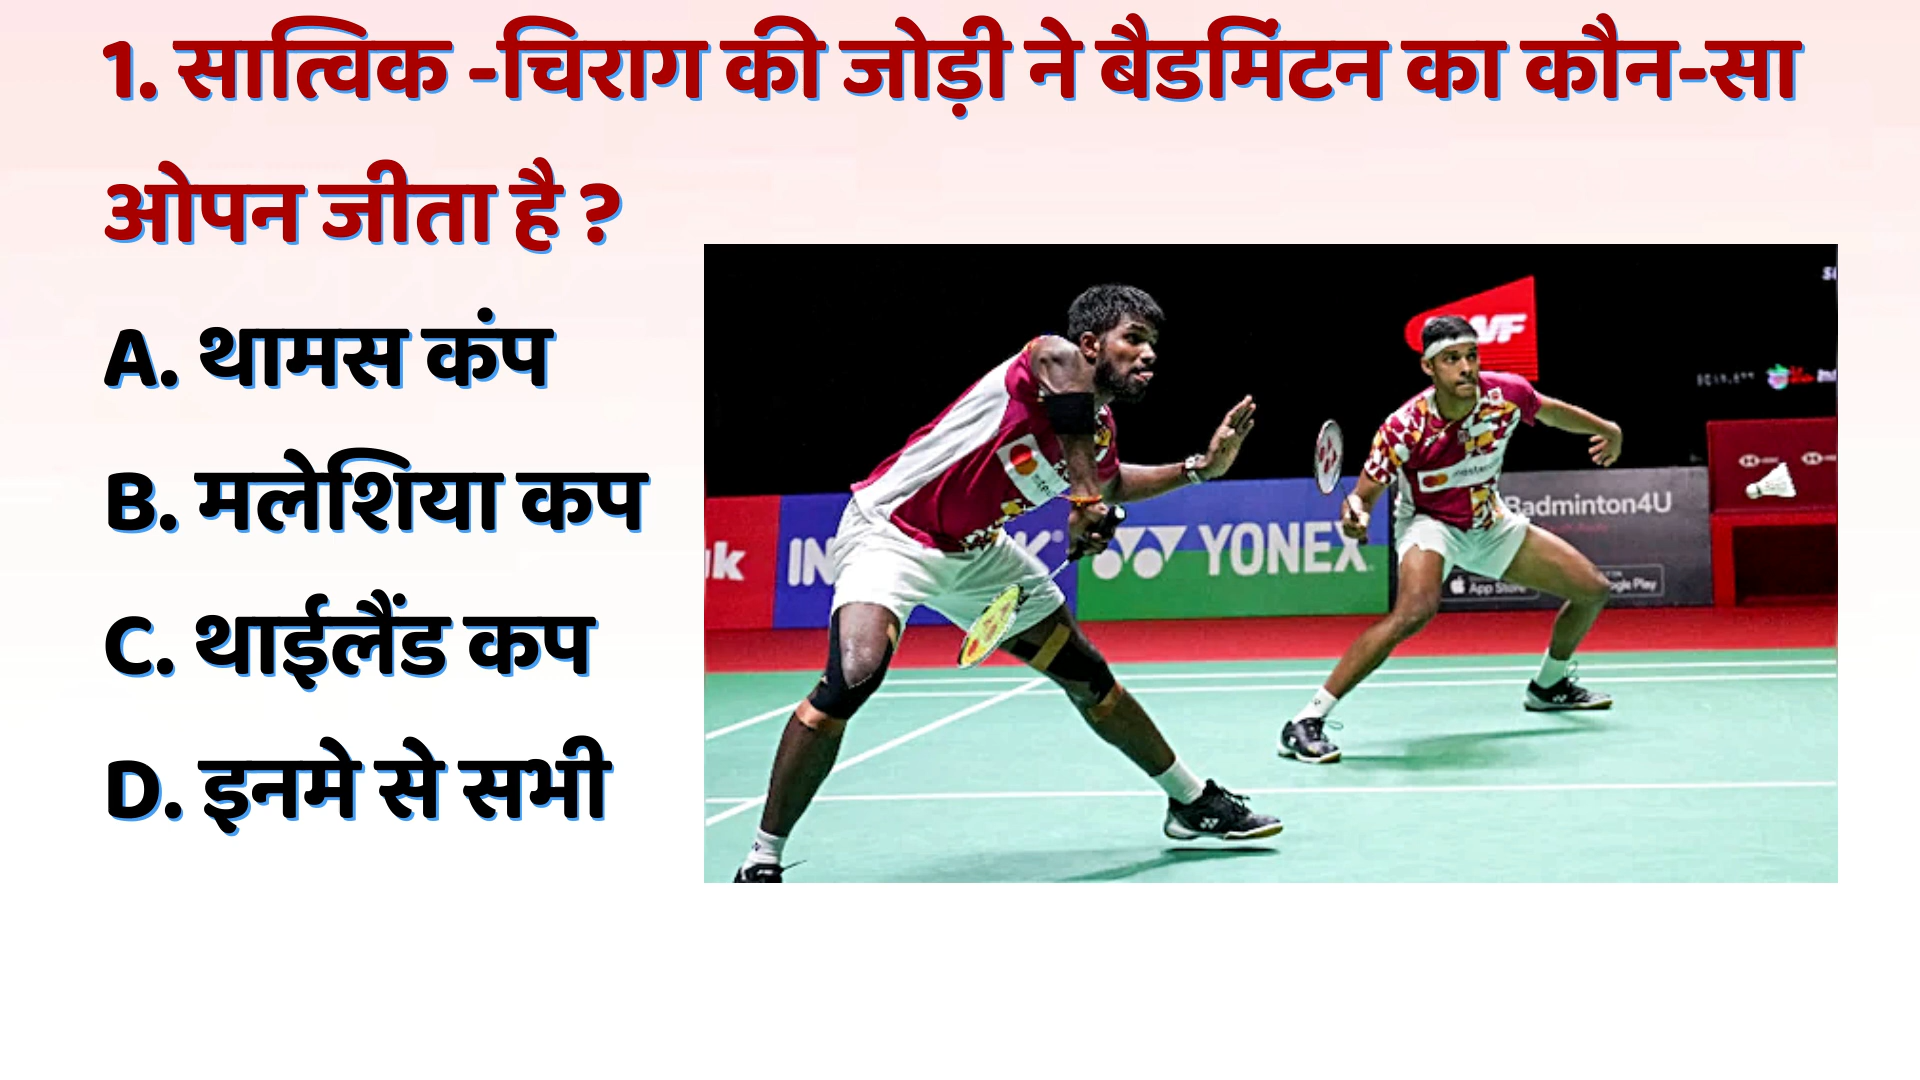 1. सात्विक -चिराग की जोड़ी ने बैडमिंटन का कौन-सा
ओपन जीता है ?
A. थामस कंप
B. मलेशिया कप
C. थाईलैंड कप
D. इनमे से सभी
YONEX
Badminton4U
App Store